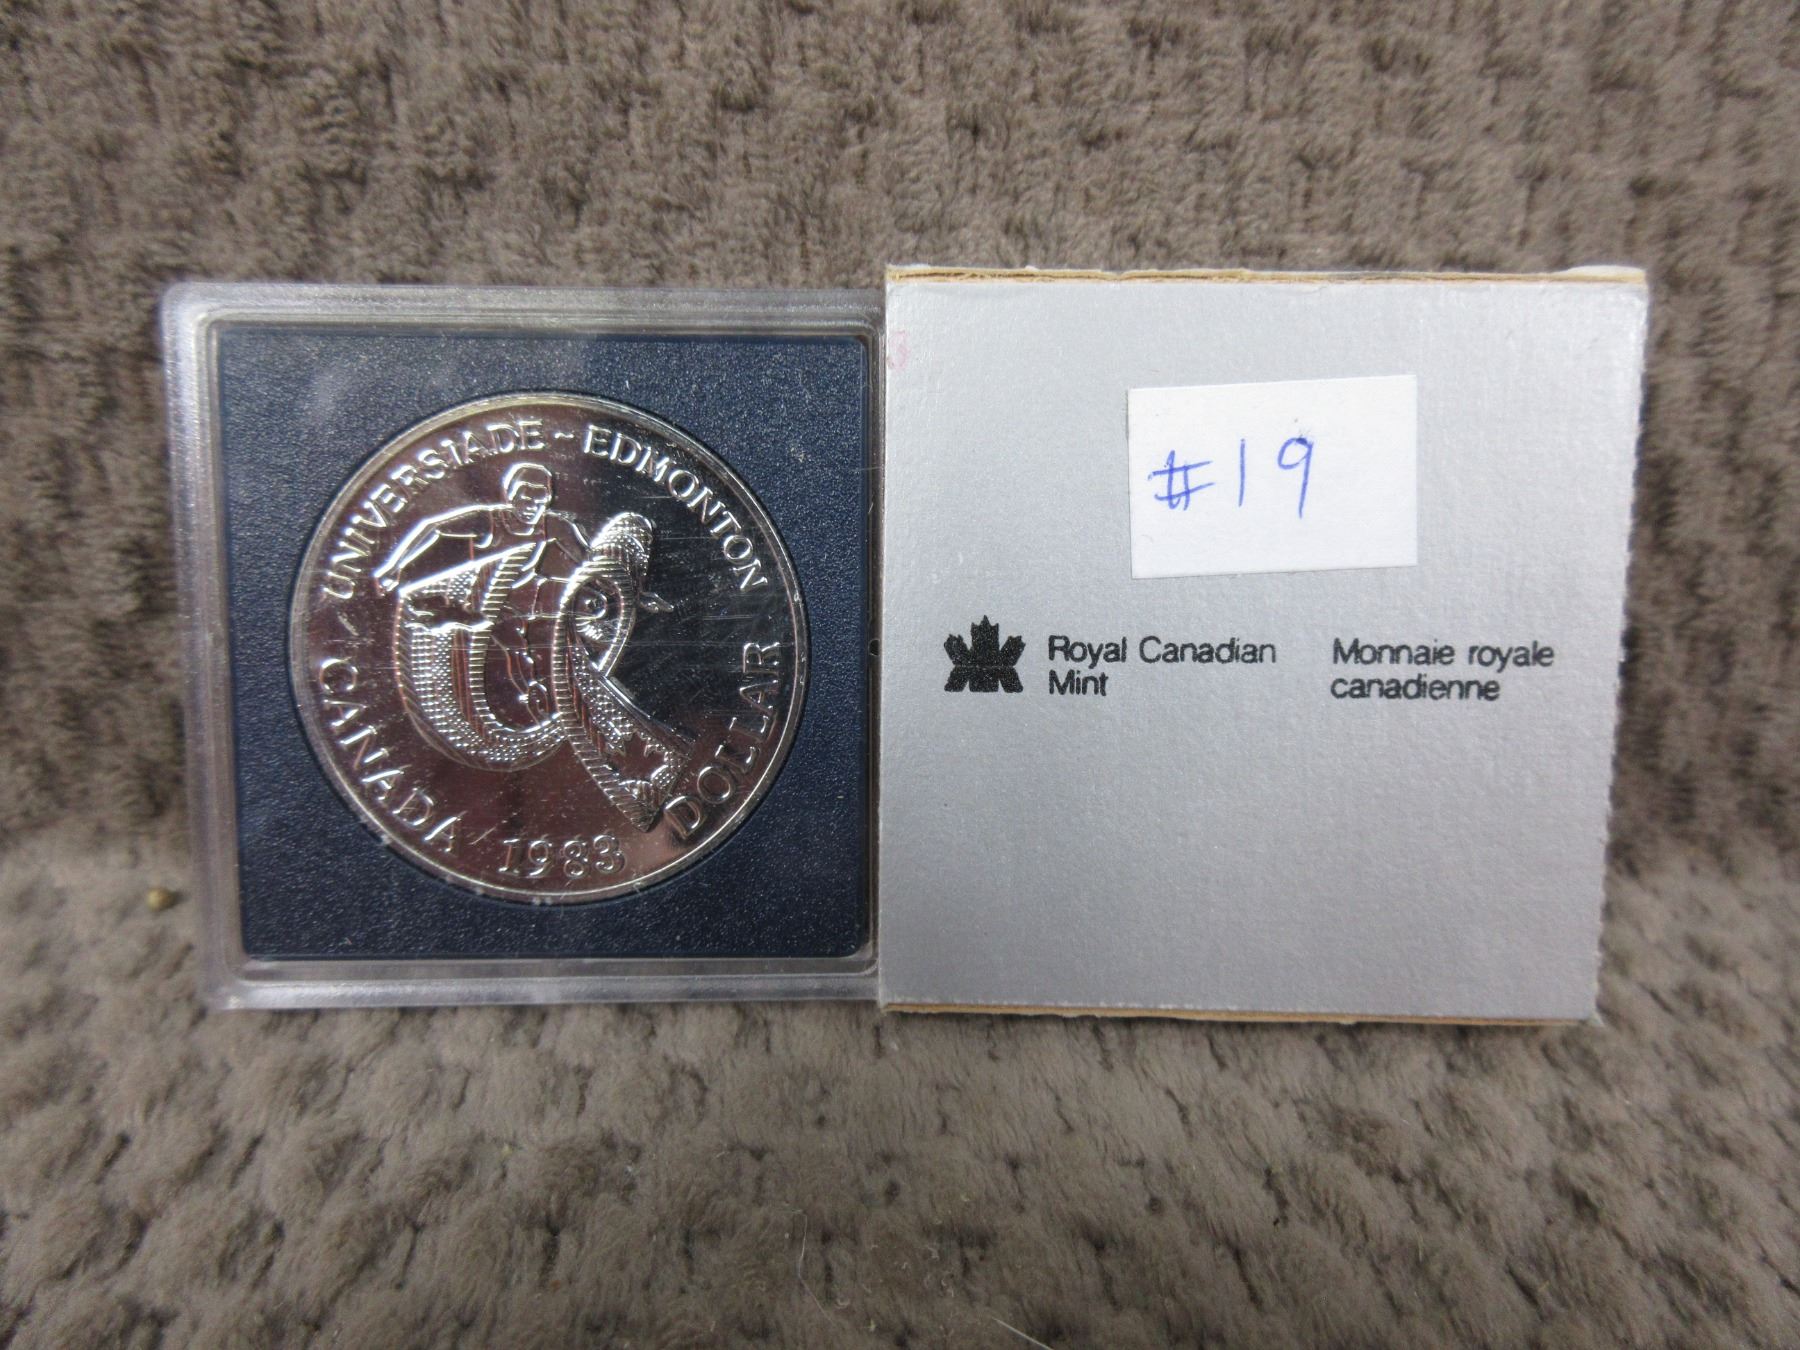 UNIVERSIADE ~ EDMONTON
CANADA 1983 DOLLAR
#19
Royal Canadian
Mint
Monnaie royale
canadienne